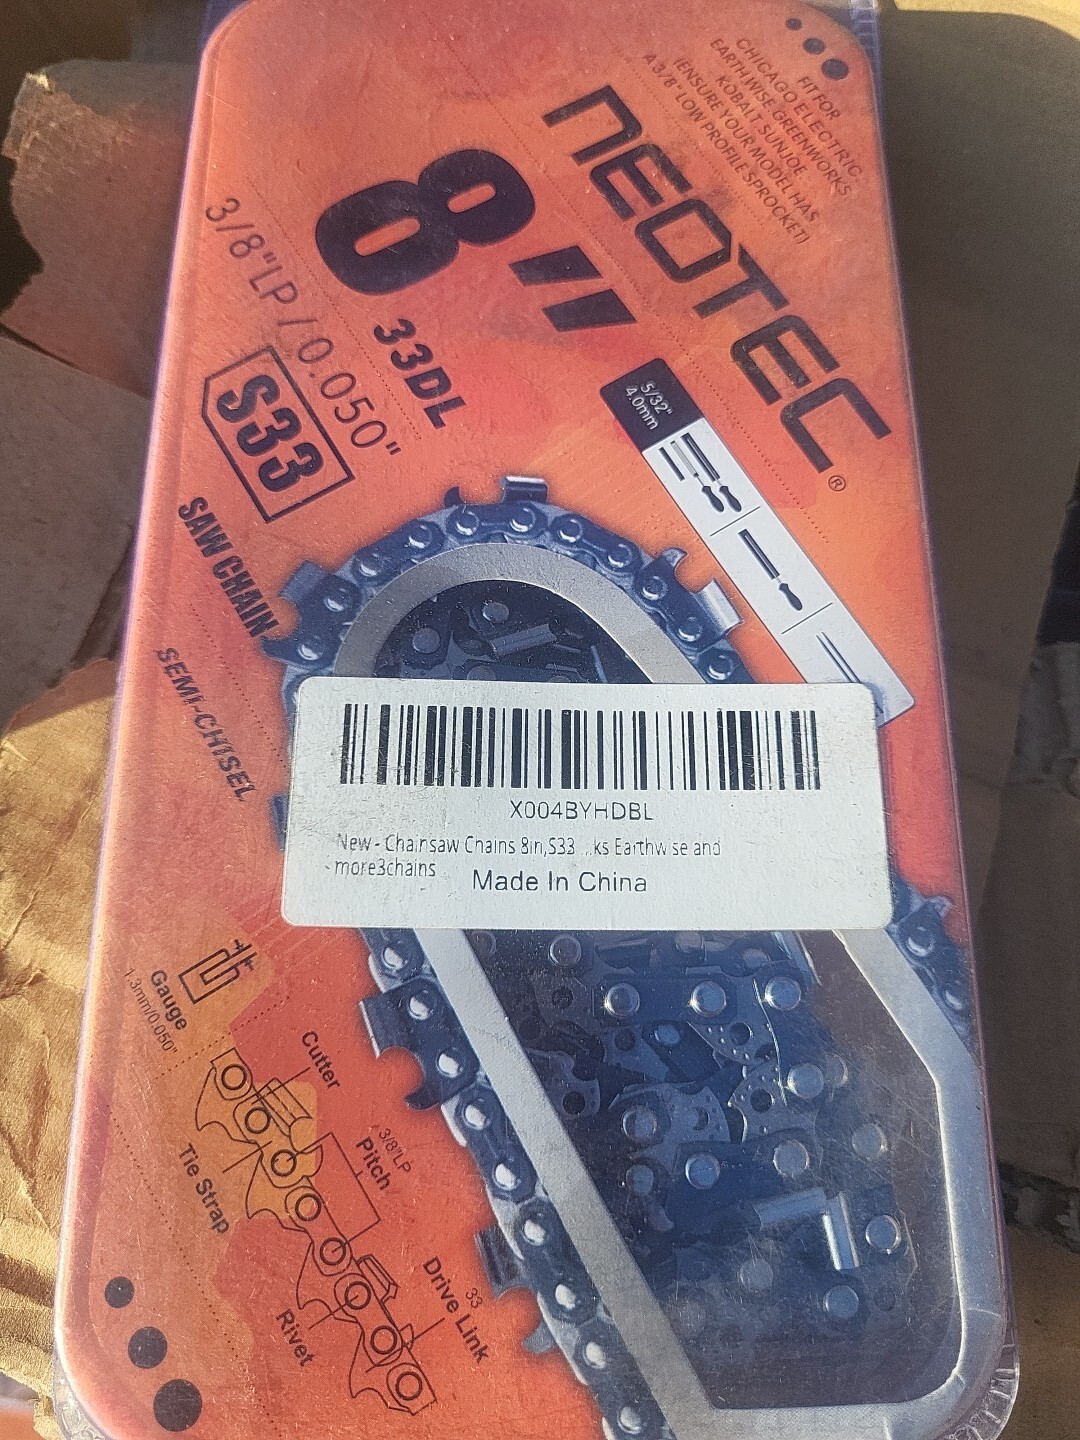 FIT FOR
CHICAGO ELECTRIC
EARTHWISE GREENWORKS
KOBALT SUNJOE
(ENSURE YOUR MODEL HAS
A 3/8" LOW PROFILE SPROCKET)
NEOTEC®
8"
33DL
3/8"LP / 0.050"
S33
5/32"
4.0mm
SAW CHAIN
SEMI-CHISEL
X004BYHDBL
New - Chainsaw Chains 8in,S33 ...ks Earthwise and
more3chains
Made In China
Gauge
1.3mm/0.050"
Cutter
3/8"LP
Pitch
Tie Strap
33
Drive Link
Rivet